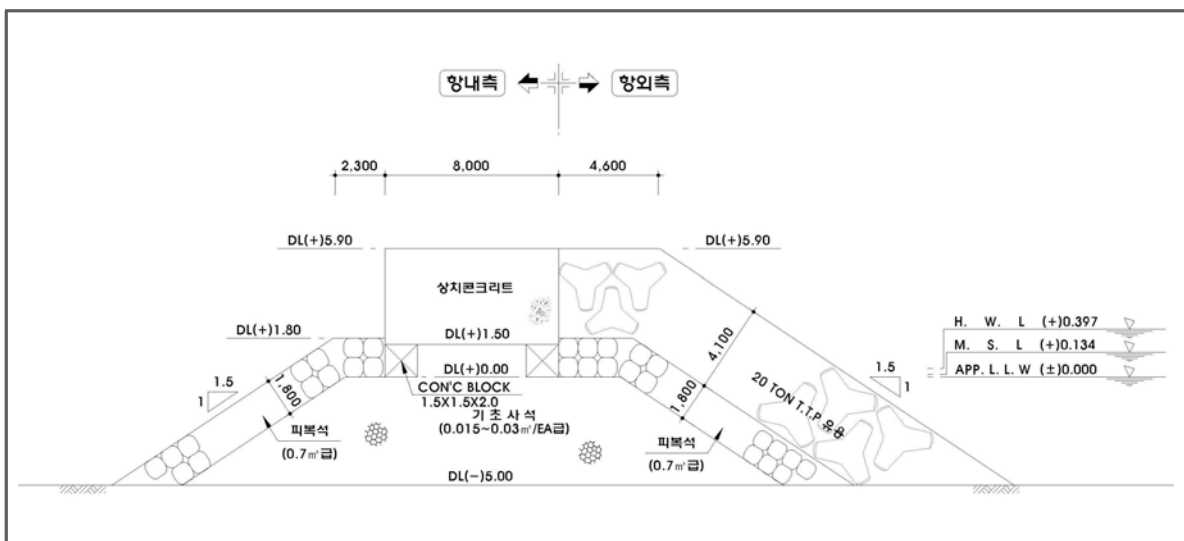 항내측
항외측
2,300
8,000
4,600
DL(+)5.90
DL(+)5.90
상치콘크리트
DL(+)1.80
DL(+)1.50
H. W. L (+)0.397
M. S. L (+)0.134
APP. L. L. W (±)0.000
4,100
DL(+)0.00
1.5
1
1.5
1
1,800
CON'C BLOCK
1.5X1.5X2.0
1,800
20 TON T.T.P 유용
기초사석
(0.015~0.03㎥/EA급)
피복석
(0.7㎥급)
피복석
(0.7㎥급)
DL(-)5.00